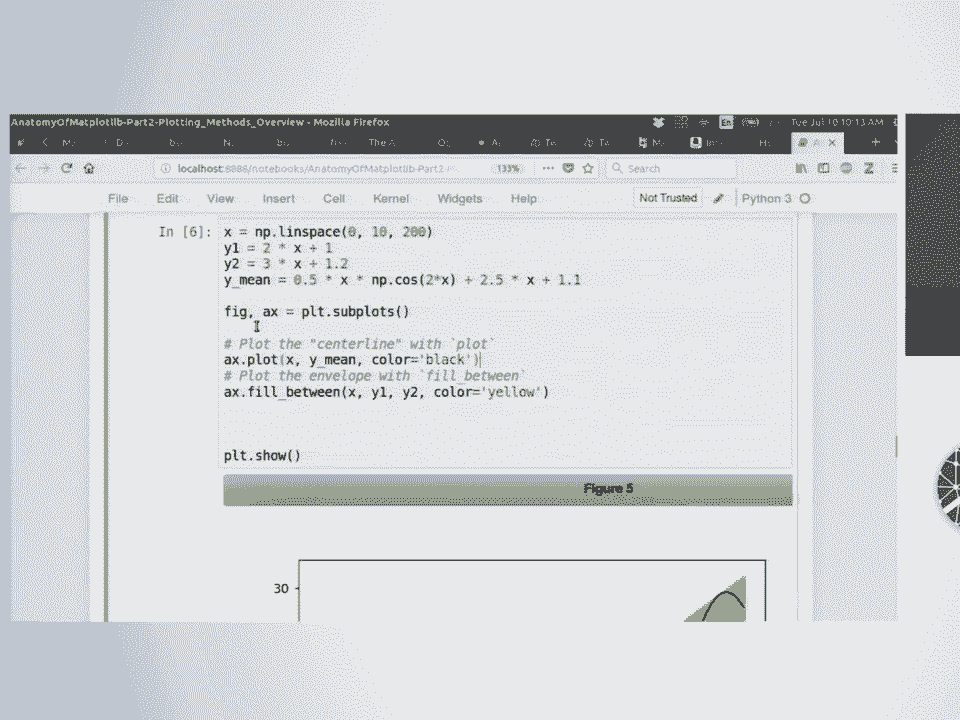 AnatomyOfMatplotlib-Part2-Plotting_Methods_Overview - Mozilla Firefox
En
Tue Jul 10 10:13 AM
The A
localhost:8888/notebooks/AnatomyOfMatplotlib-Part2-
133%
Search
File Edit View Insert Cell Kernel Widgets Help
Not Trusted
Python 3
In [6]: x = np.linspace(0, 10, 200)
y1 = 2 * x + 1
y2 = 3 * x + 1.2
y_mean = 0.5 * x * np.cos(2*x) + 2.5 * x + 1.1
fig, ax = plt.subplots()
# Plot the "centerline" with `plot`
ax.plot(x, y_mean, color='black')
# Plot the envelope with `fill_between`
ax.fill_between(x, y1, y2, color='yellow')
plt.show()
Figure 5
30